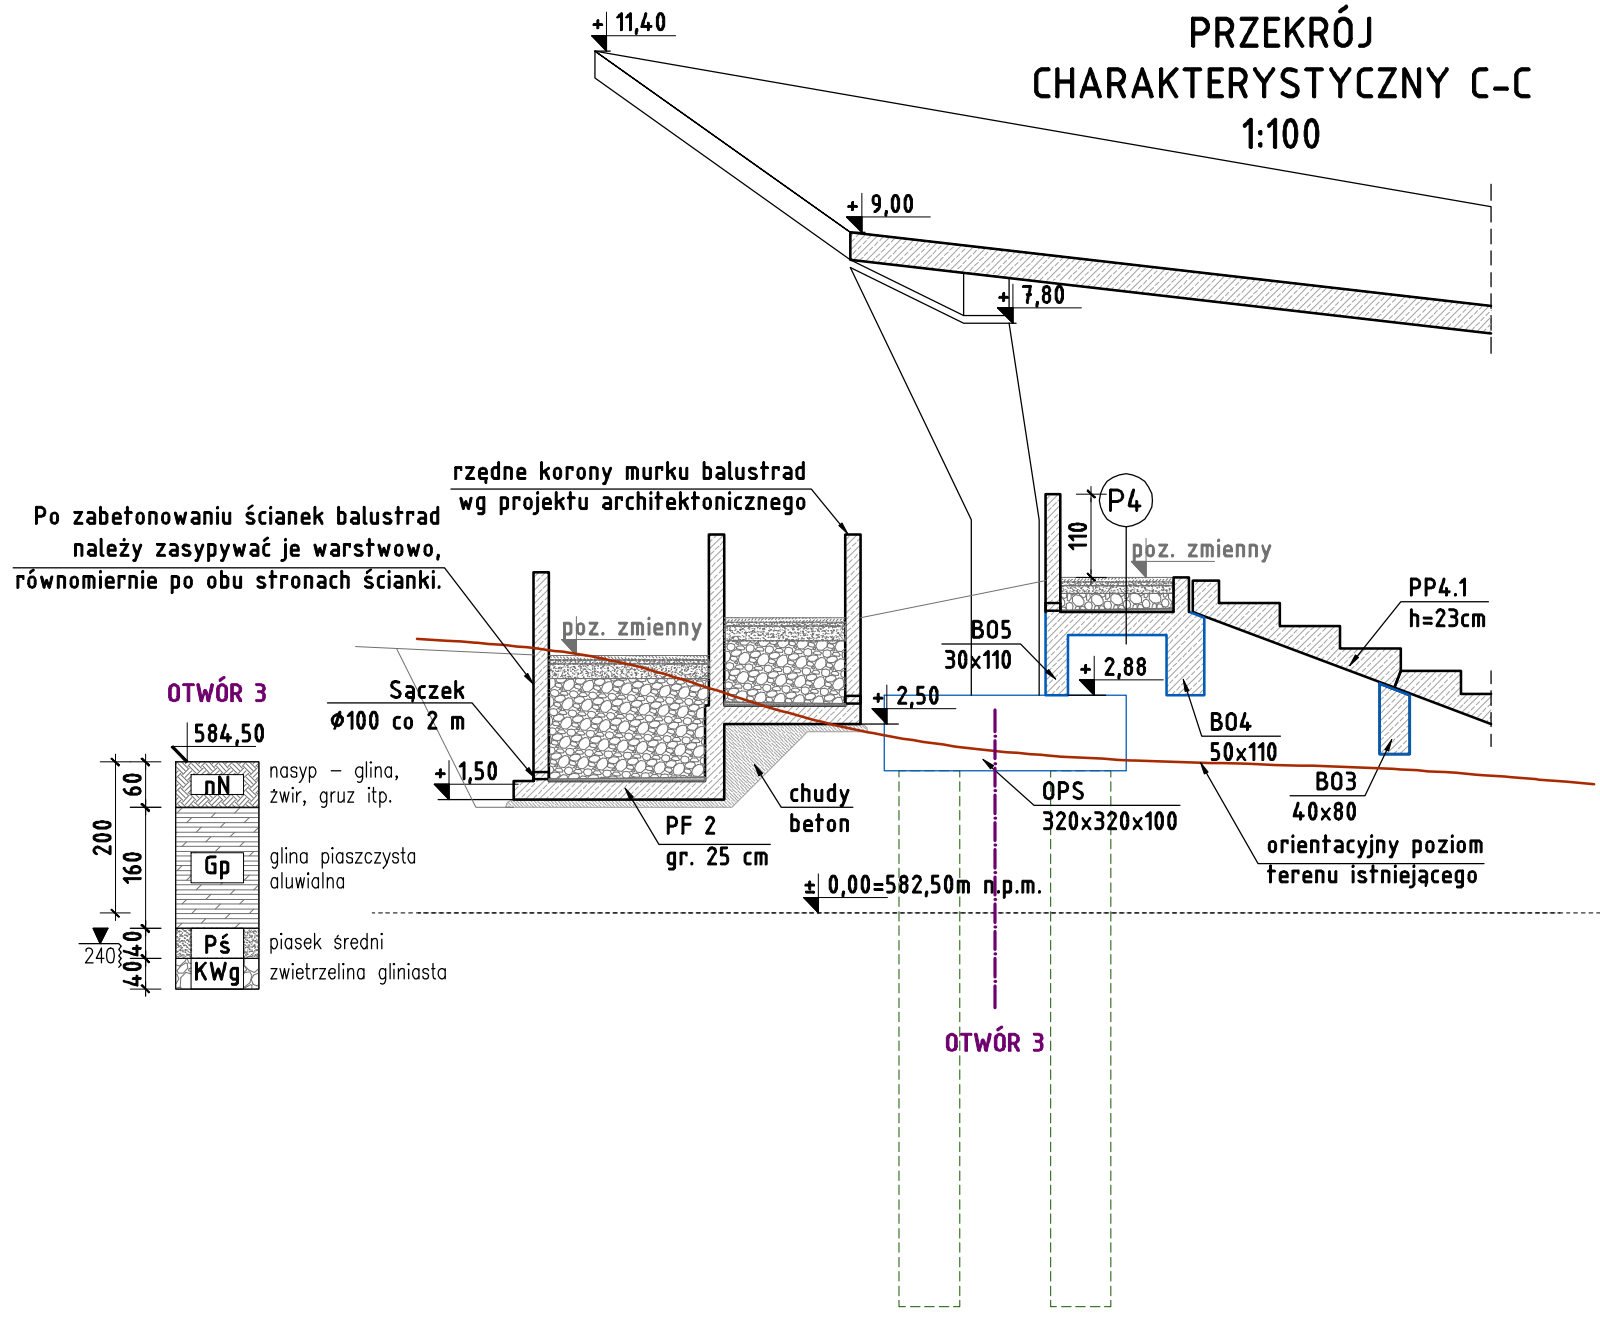 PRZEKRÓJ
CHARAKTERYSTYCZNY C-C
1:100
+ 11,40
+ 9,00
+ 7,80
rzędne korony murku balustrad
wg projektu architektonicznego
Po zabetonowaniu ścianek balustrad
należy zasypywać je warstwowo,
równomiernie po obu stronach ścianki.
P4
110
poz. zmienny
PP4.1
h=23cm
poz. zmienny
BO5
30x110
+ 2,88
Sączek
Φ100 co 2 m
+ 2,50
BO4
50x110
BO3
40x80
+ 1,50
OPS
320x320x100
chudy
beton
PF 2
gr. 25 cm
orientacyjny poziom
terenu istniejącego
± 0,00=582,50m n.p.m.
OTWÓR 3
OTWÓR 3
584,50
60
nN
nasyp – glina,
żwir, gruz itp.
200
160
Gp
glina piaszczysta
aluwialna
240
40
Pś
piasek średni
40
KWg
zwietrzelina gliniasta